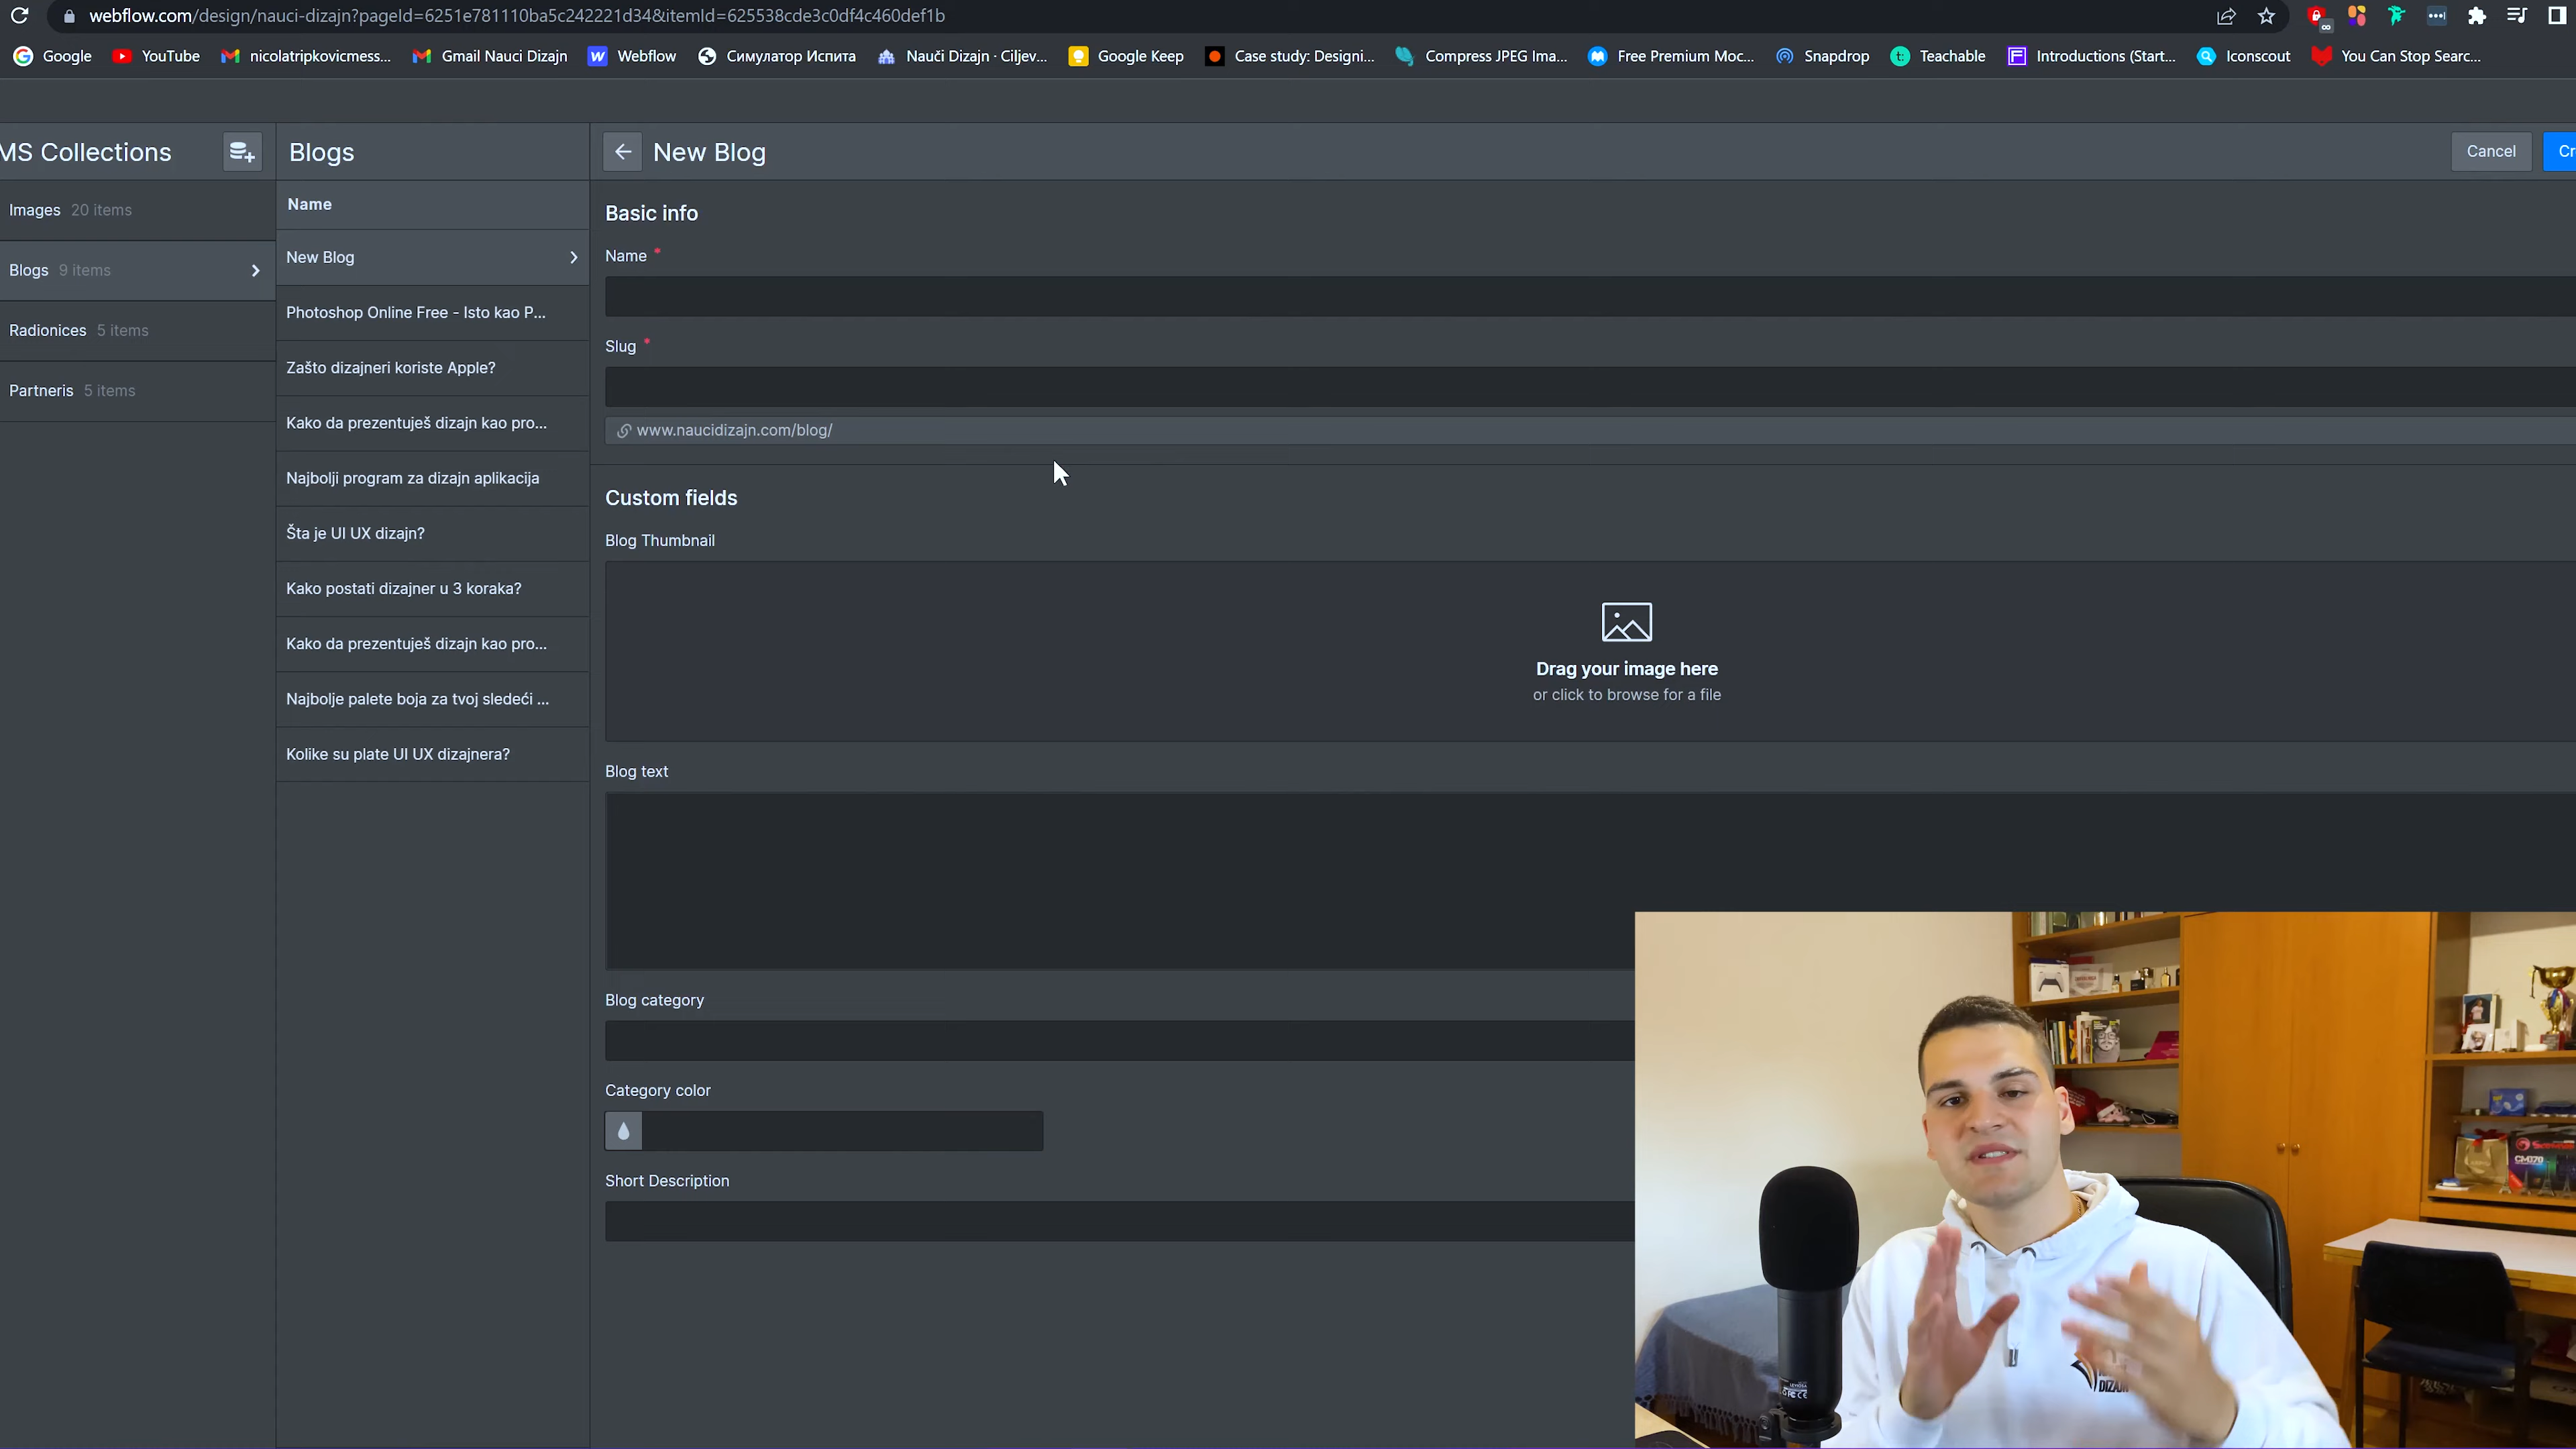 webflow.com/design/nauci-dizajn?pageId=6251e781110ba5c242221d34&itemId=625538cde3c0df4c460def1b
Google YouTube nicolatripkovicmess... Gmail Nauci Dizajn Webflow Симулатор Испита Nauči Dizajn · Ciljev... Google Keep Case study: Designi... Compress JPEG Ima... Free Premium Moc... Snapdrop Teachable Introductions (Start... Iconscout You Can Stop Searc...
MS Collections
Images 20 items
Blogs 9 items
Radionices 5 items
Partneris 5 items
Blogs
Name
New Blog
Photoshop Online Free - Isto kao P...
Zašto dizajneri koriste Apple?
Kako da prezentuješ dizajn kao pro...
Najbolji program za dizajn aplikacija
Šta je UI UX dizajn?
Kako postati dizajner u 3 koraka?
Kako da prezentuješ dizajn kao pro...
Najbolje palete boja za tvoj sledeći ...
Kolike su plate UI UX dizajnera?
New Blog
Cancel
Cr
Basic info
Name *
Slug *
www.naucidizajn.com/blog/
Custom fields
Blog Thumbnail
Drag your image here
or click to browse for a file
Blog text
Blog category
Category color
Short Description
DIZAJN